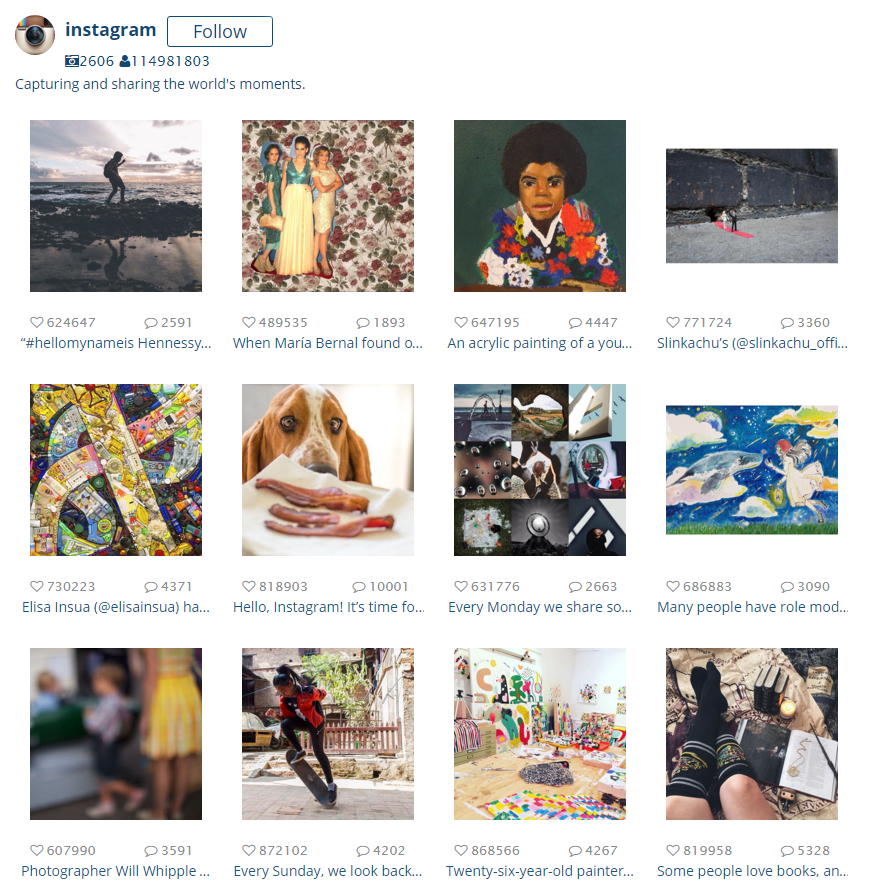 instagram
Follow
2606 114981803
Capturing and sharing the world's moments.
624647 2591
489535 1893
647195 4447
771724 3360
“#hellomynameis Hennessy...
When María Bernal found o...
An acrylic painting of a you...
Slinkachu’s (@slinkachu_offi...
730223 4371
818903 10001
631776 2663
686883 3090
Elisa Insua (@elisainsua) ha...
Hello, Instagram! It’s time fo...
Every Monday we share so...
Many people have role mod...
607990 3591
872102 4202
868566 4267
819958 5328
Photographer Will Whipple ...
Every Sunday, we look back...
Twenty-six-year-old painter...
Some people love books, an...